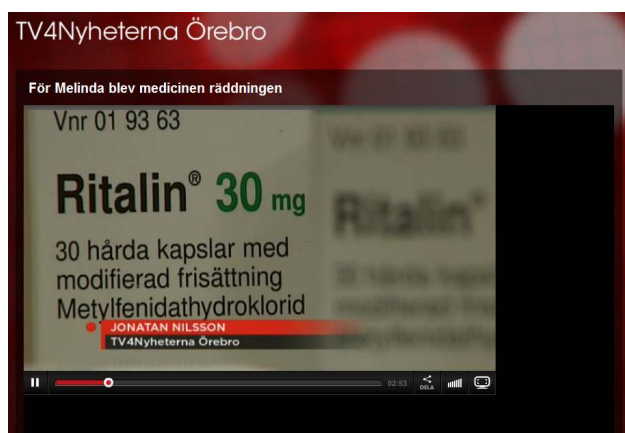 TV4Nyheterna Örebro
För Melinda blev medicinen räddningen
Vnr 01 93 63
Ritalin® 30 mg
Ritalin®
30 hårda kapslar med
modifierad frisättning
Metylfenidathydroklorid
JONATAN NILSSON
TV4Nyheterna Örebro
02:53
DELA